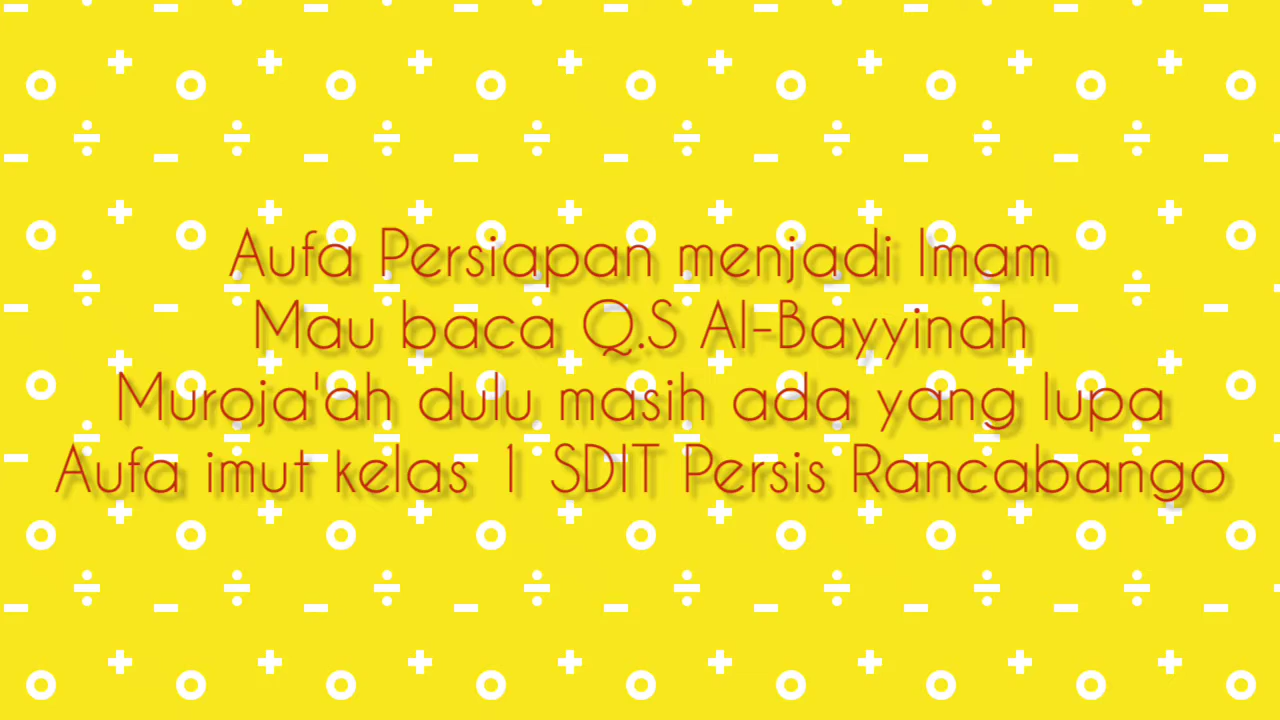 Aufa Persiapan menjadi Imam
Mau baca Q.S Al-Bayyinah
Muroja'ah dulu masih ada yang lupa
Aufa imut kelas 1 SDIT Persis Rancabango